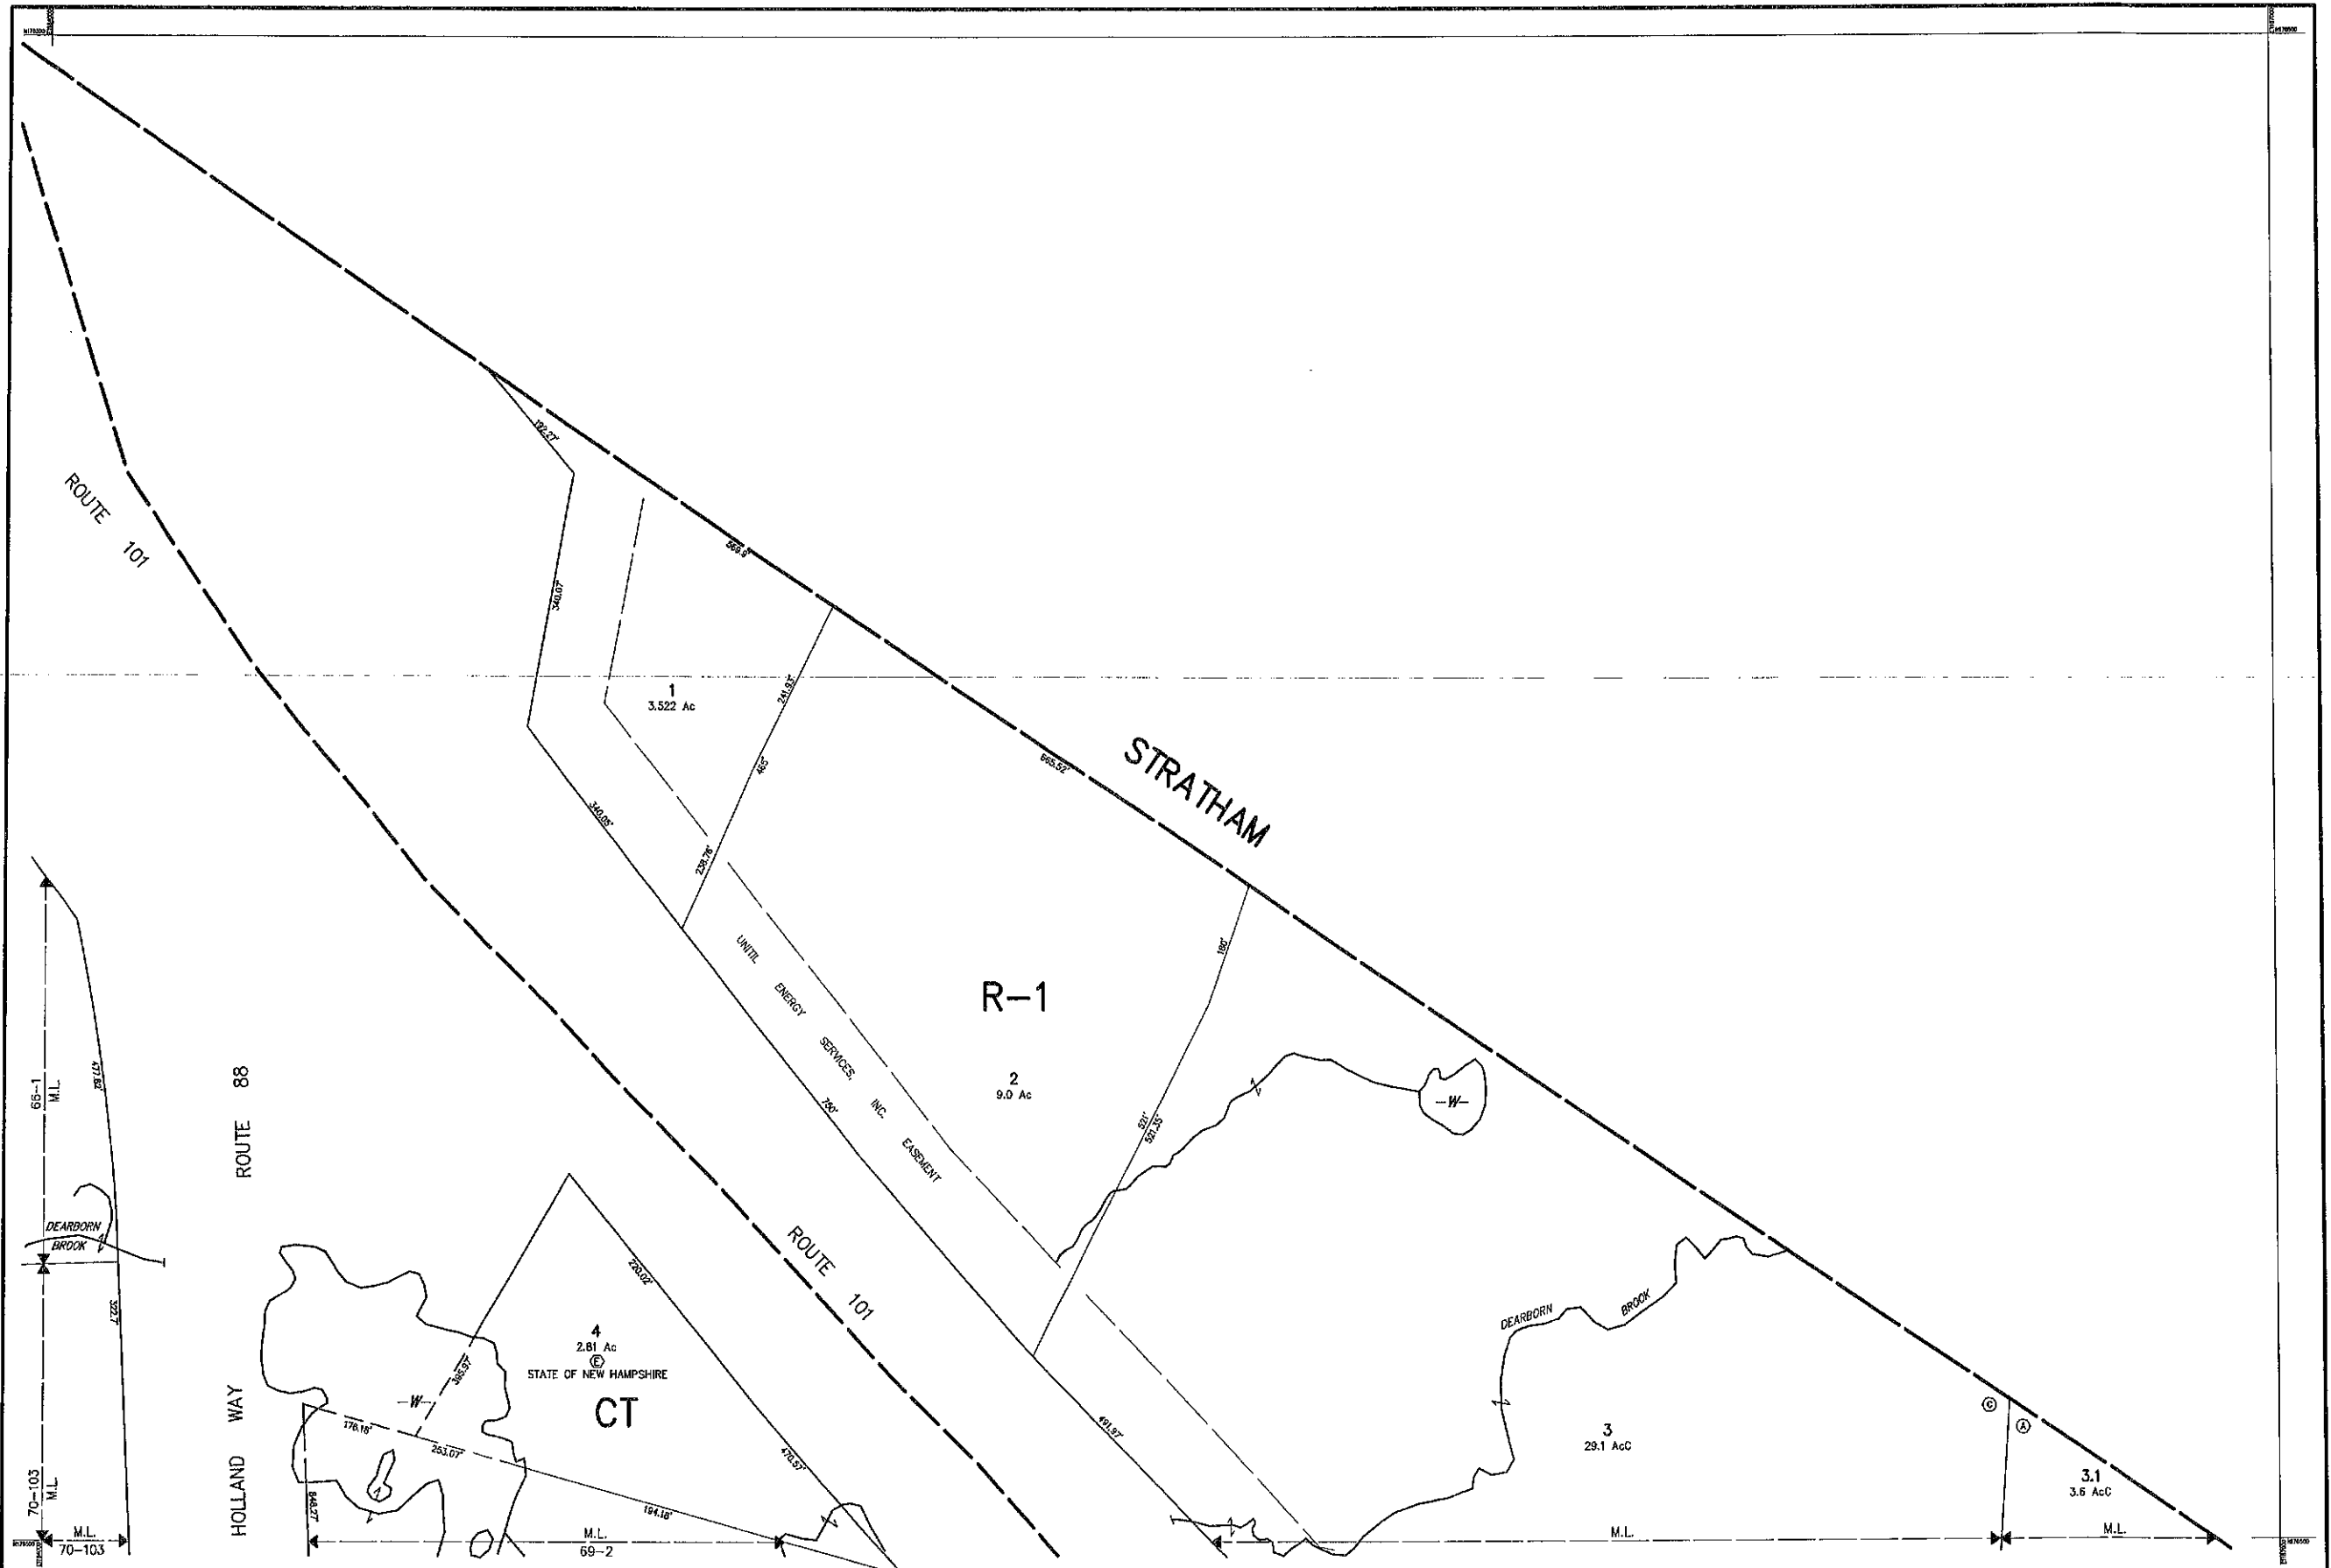 192.27'
ROUTE 101
569.9'
340.07'
1
3.522 Ac
241.93'
STRATHAM
665.52'
465'
340.05'
238.76'
180'
UNITIL ENERGY SERVICES, INC. EASEMENT
R-1
66-1
M.L.
477.82'
ROUTE 88
2
9.0 Ac
750'
-W-
521'
521.35'
DEARBORN
BROOK
ROUTE 101
220.02'
322.7'
DEARBORN BROOK
4
2.81 Ac
E
STATE OF NEW HAMPSHIRE
CT
395.97'
-W-
HOLLAND WAY
176.18'
253.07'
491.97'
3
29.1 AcC
C
A
3.1
3.6 AcC
470.57'
70-103
M.L.
848.27'
194.18'
M.L.
70-103
M.L.
69-2
M.L.
M.L.